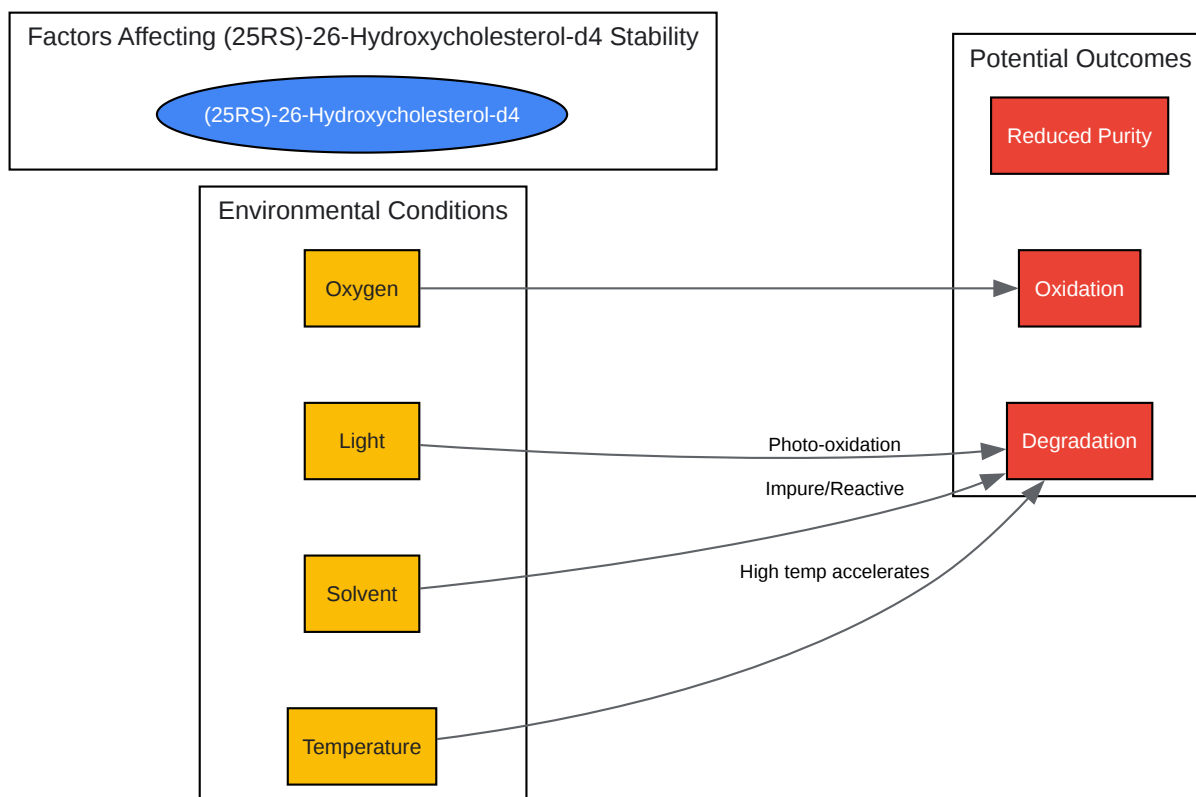 Factors Affecting (25RS)-26-Hydroxycholesterol-d4 Stability
(25RS)-26-Hydroxycholesterol-d4
Potential Outcomes
Reduced Purity
Oxidation
Degradation
Environmental Conditions
Oxygen
Light
Solvent
Temperature
Photo-oxidation
Impure/Reactive
High temp accelerates